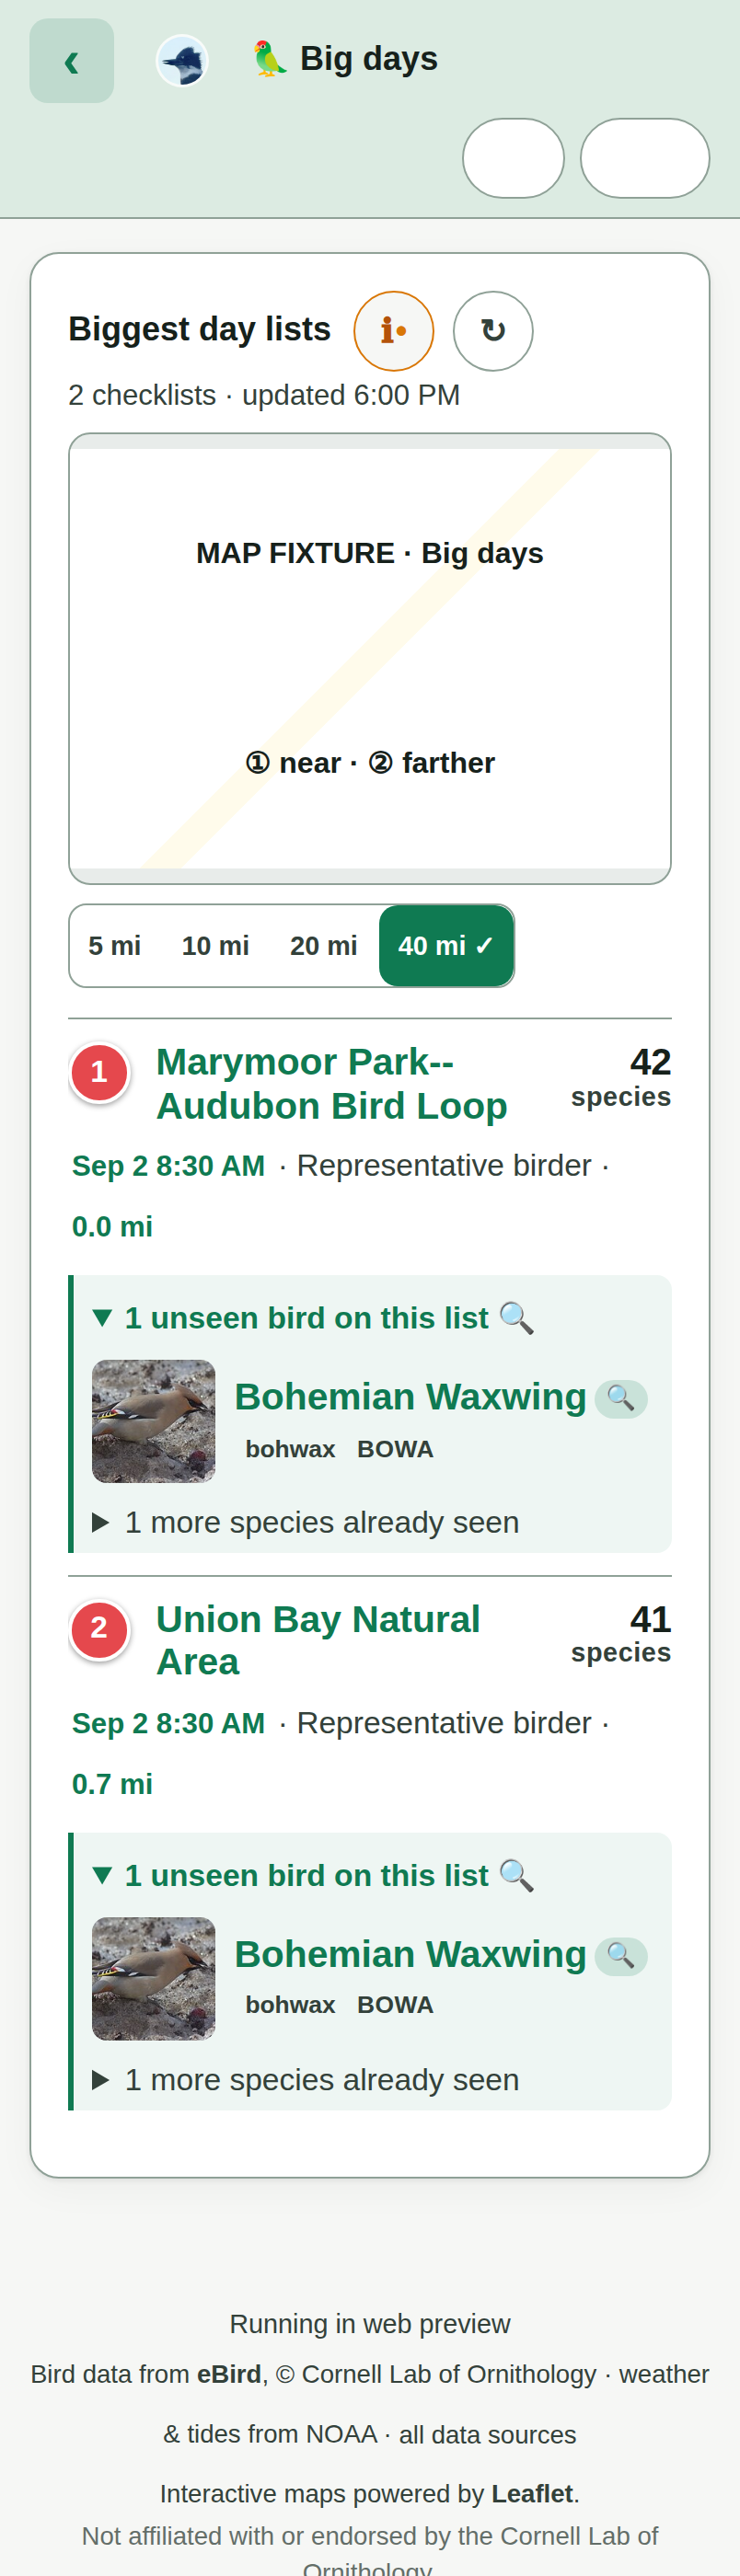 ‹ 🦜 Big days
Biggest day lists ℹ• ↻
2 checklists · updated 6:00 PM
MAP FIXTURE · Big days
① near · ② farther
5 mi 10 mi 20 mi 40 mi ✓
1 Marymoor Park-- 42
Audubon Bird Loop species
Sep 2 8:30 AM · Representative birder ·
0.0 mi
▼ 1 unseen bird on this list 🔍
Bohemian Waxwing 🔍
bohwax BOWA
▶ 1 more species already seen
2 Union Bay Natural 41
Area species
Sep 2 8:30 AM · Representative birder ·
0.7 mi
▼ 1 unseen bird on this list 🔍
Bohemian Waxwing 🔍
bohwax BOWA
▶ 1 more species already seen
Running in web preview
Bird data from eBird, © Cornell Lab of Ornithology · weather
& tides from NOAA · all data sources
Interactive maps powered by Leaflet.
Not affiliated with or endorsed by the Cornell Lab of
Ornithology.